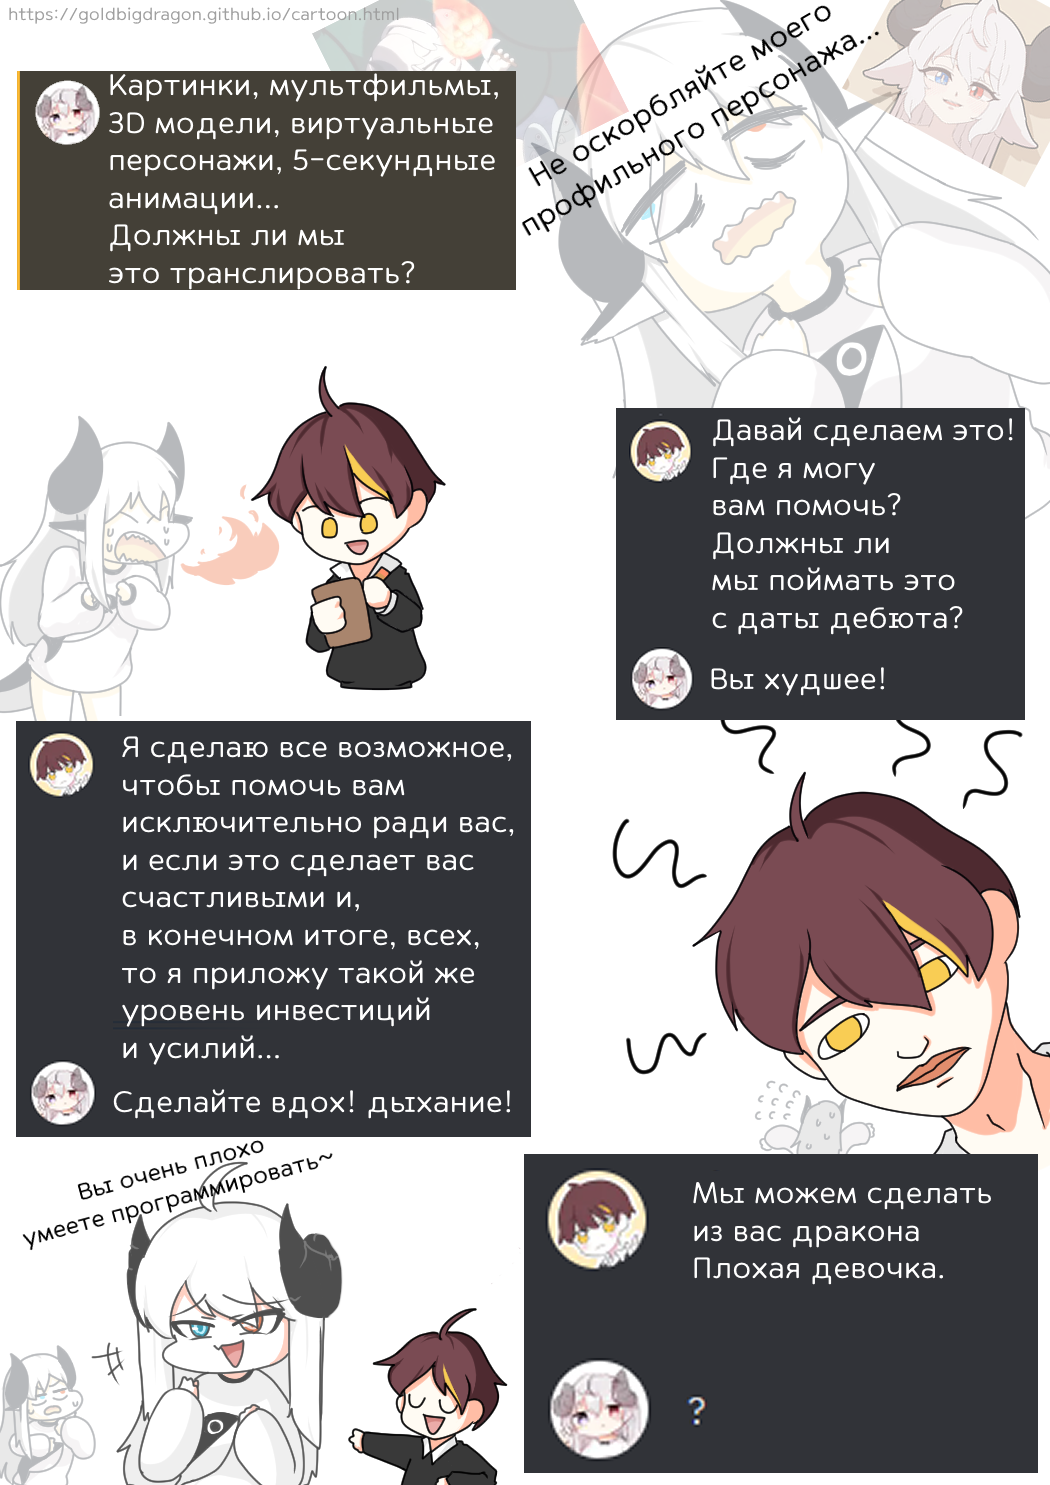 https://goldbigdragon.github.io/cartoon.html
Картинки, мультфильмы,
3D модели, виртуальные
персонажи, 5-секундные
анимации...
Должны ли мы
это транслировать?
Не оскорбляйте моего
профильного персонажа...
Давай сделаем это!
Где я могу
вам помочь?
Должны ли
мы поймать это
с даты дебюта?
Вы худшее!
Я сделаю все возможное,
чтобы помочь вам
исключительно ради вас,
и если это сделает вас
счастливыми и,
в конечном итоге, всех,
то я приложу такой же
уровень инвестиций
и усилий...
Сделайте вдох! дыхание!
Вы очень плохо
умеете программировать~
Мы можем сделать
из вас дракона
Плохая девочка.
?